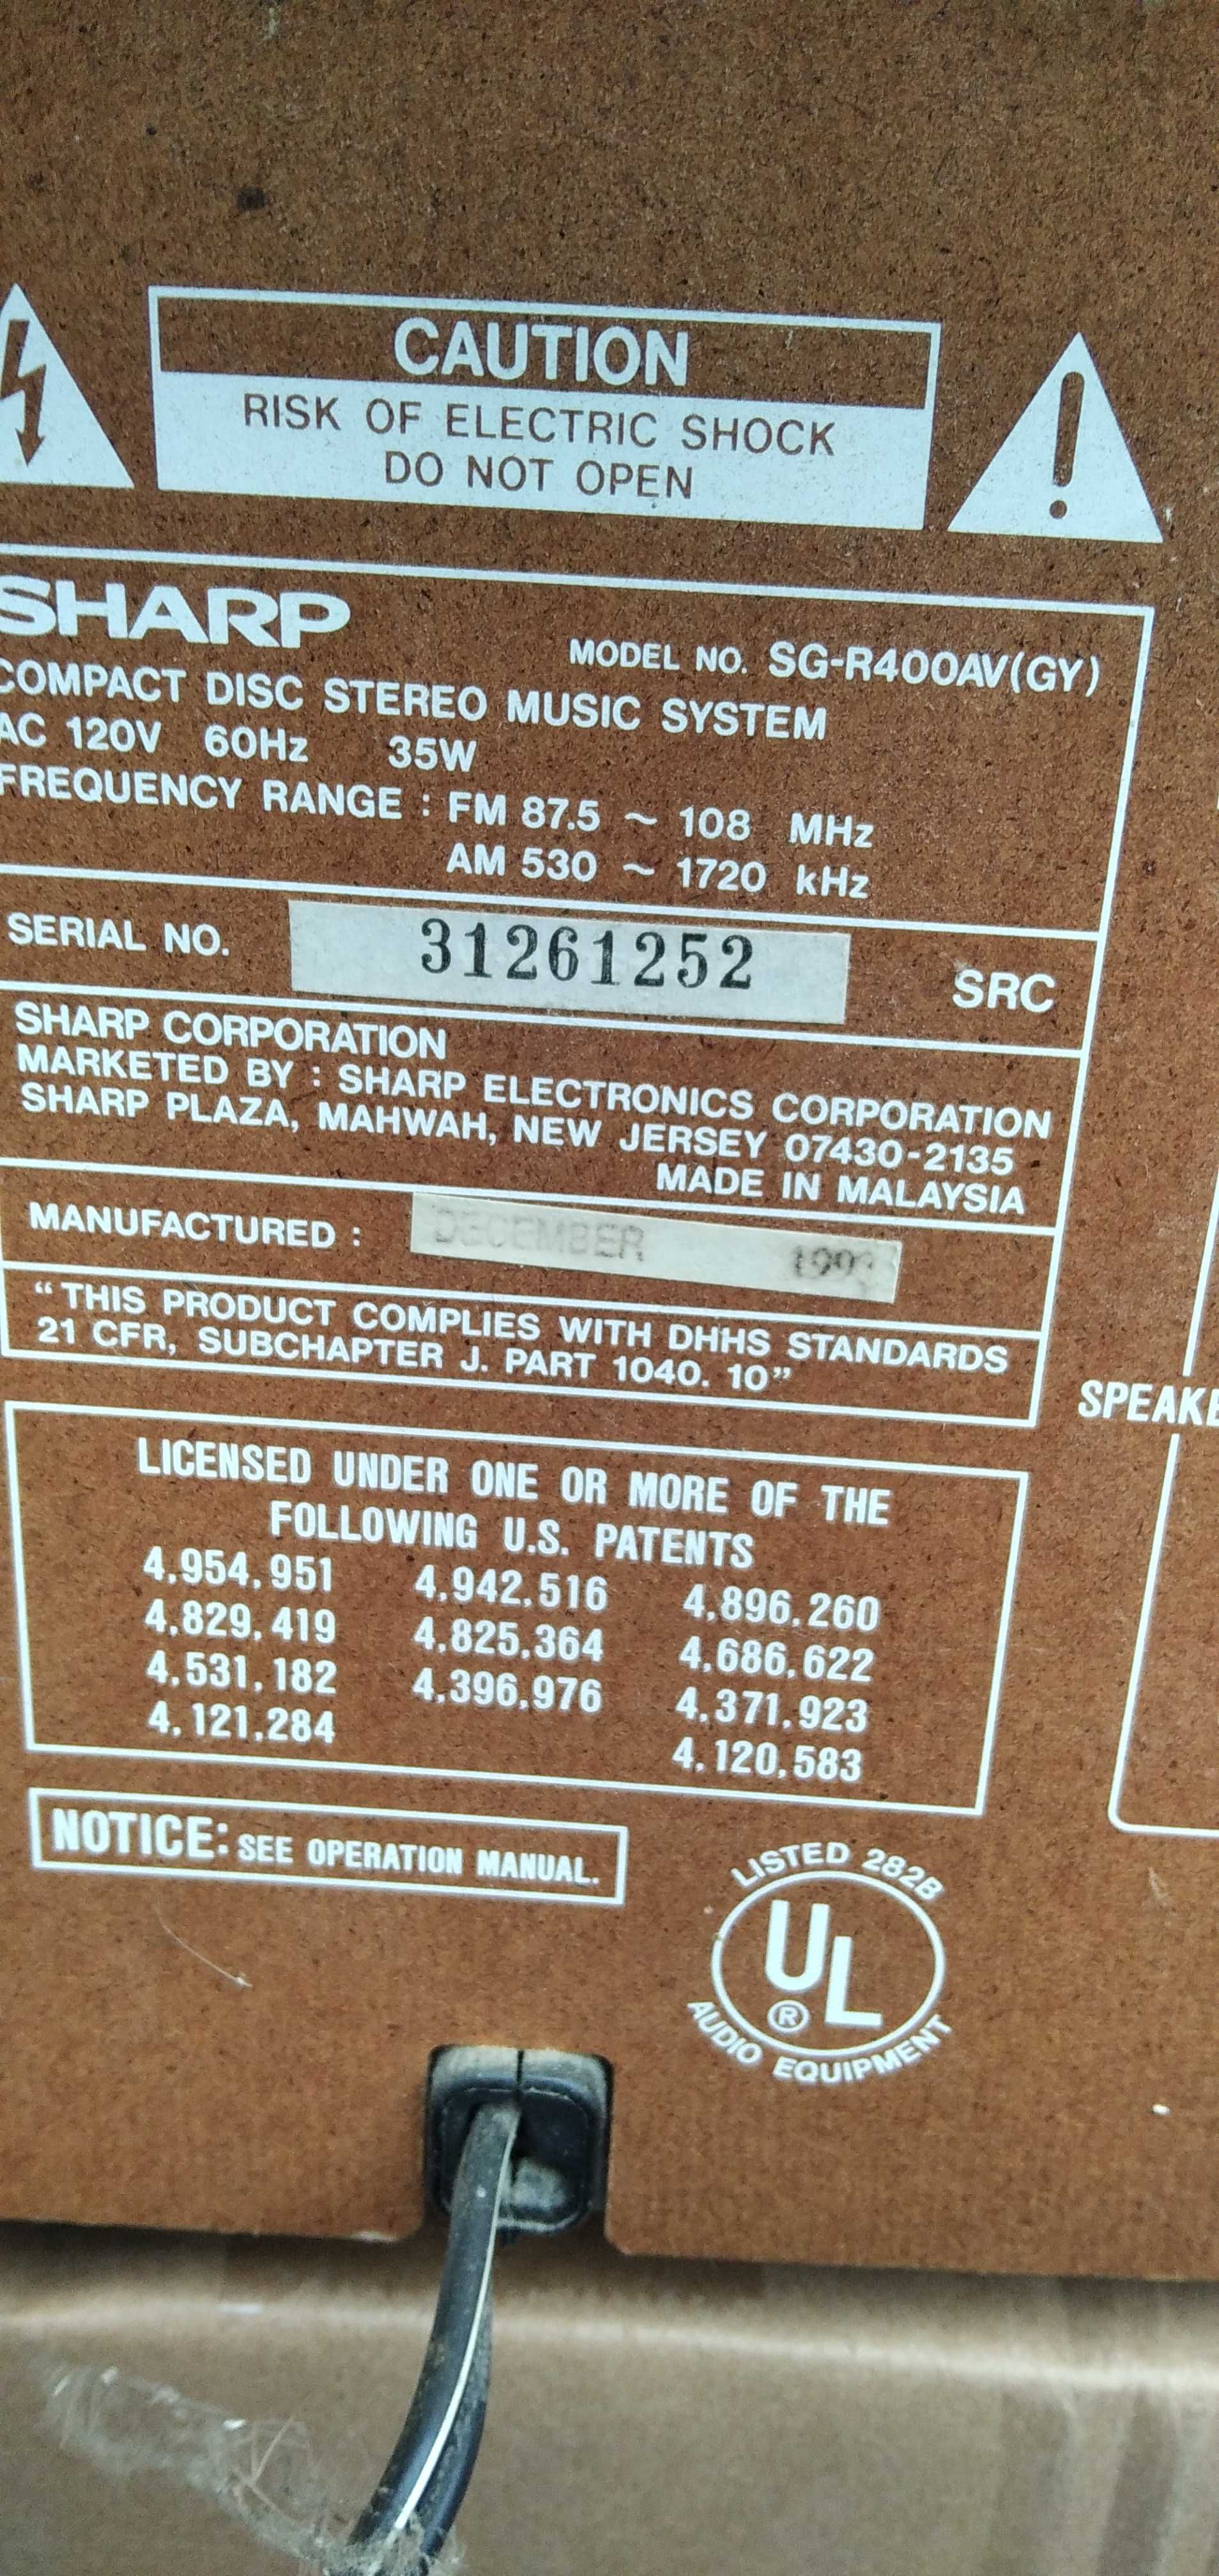 CAUTION
RISK OF ELECTRIC SHOCK
DO NOT OPEN
SHARP
MODEL NO. SG-R400AV(GY)
COMPACT DISC STEREO MUSIC SYSTEM
AC 120V 60Hz 35W
FREQUENCY RANGE : FM 87.5 ~ 108 MHz
AM 530 ~ 1720 kHz
SERIAL NO. 31261252 SRC
SHARP CORPORATION
MARKETED BY : SHARP ELECTRONICS CORPORATION
SHARP PLAZA, MAHWAH, NEW JERSEY 07430-2135
MADE IN MALAYSIA
MANUFACTURED : DECEMBER
“THIS PRODUCT COMPLIES WITH DHHS STANDARDS
21 CFR, SUBCHAPTER J. PART 1040. 10”
LICENSED UNDER ONE OR MORE OF THE
FOLLOWING U.S. PATENTS
4,954,951 4,942,516 4,896,260
4,829,419 4,825,364 4,686,622
4,531,182 4,396,976 4,371,923
4,121,284 4,120,583
NOTICE: SEE OPERATION MANUAL.
LISTED 282B
UL
®
AUDIO EQUIPMENT